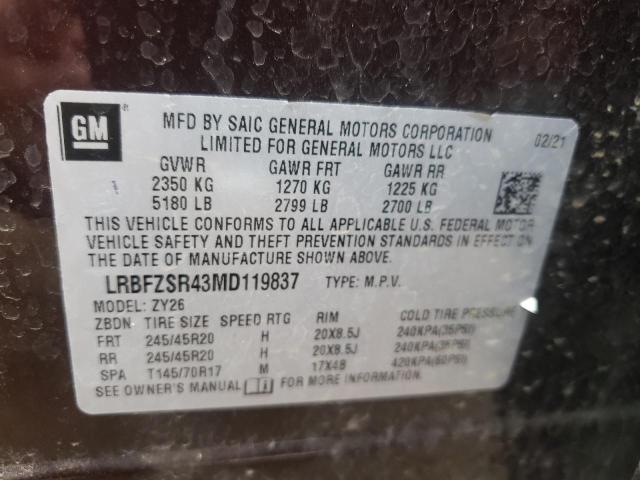 GM
®
MFD BY SAIC GENERAL MOTORS CORPORATION 02/21
LIMITED FOR GENERAL MOTORS LLC
GVWR GAWR FRT GAWR RR
2350 KG 1270 KG 1225 KG
5180 LB 2799 LB 2700 LB
THIS VEHICLE CONFORMS TO ALL APPLICABLE U.S. FEDERAL MOTOR
VEHICLE SAFETY AND THEFT PREVENTION STANDARDS IN EFFECT ON
THE DATE OF MANUFACTURE SHOWN ABOVE.
LRBFZSR43MD119837 TYPE: M.P.V.
MODEL: ZY26
ZBDN TIRE SIZE SPEED RTG RIM COLD TIRE PRESSURE
FRT 245/45R20 H 20X8.5J 240KPA(35PSI)
RR 245/45R20 H 20X8.5J 240KPA(35PSI)
SPA T145/70R17 M 17X4B 420KPA(60PSI)
SEE OWNER'S MANUAL i FOR MORE INFORMATION.